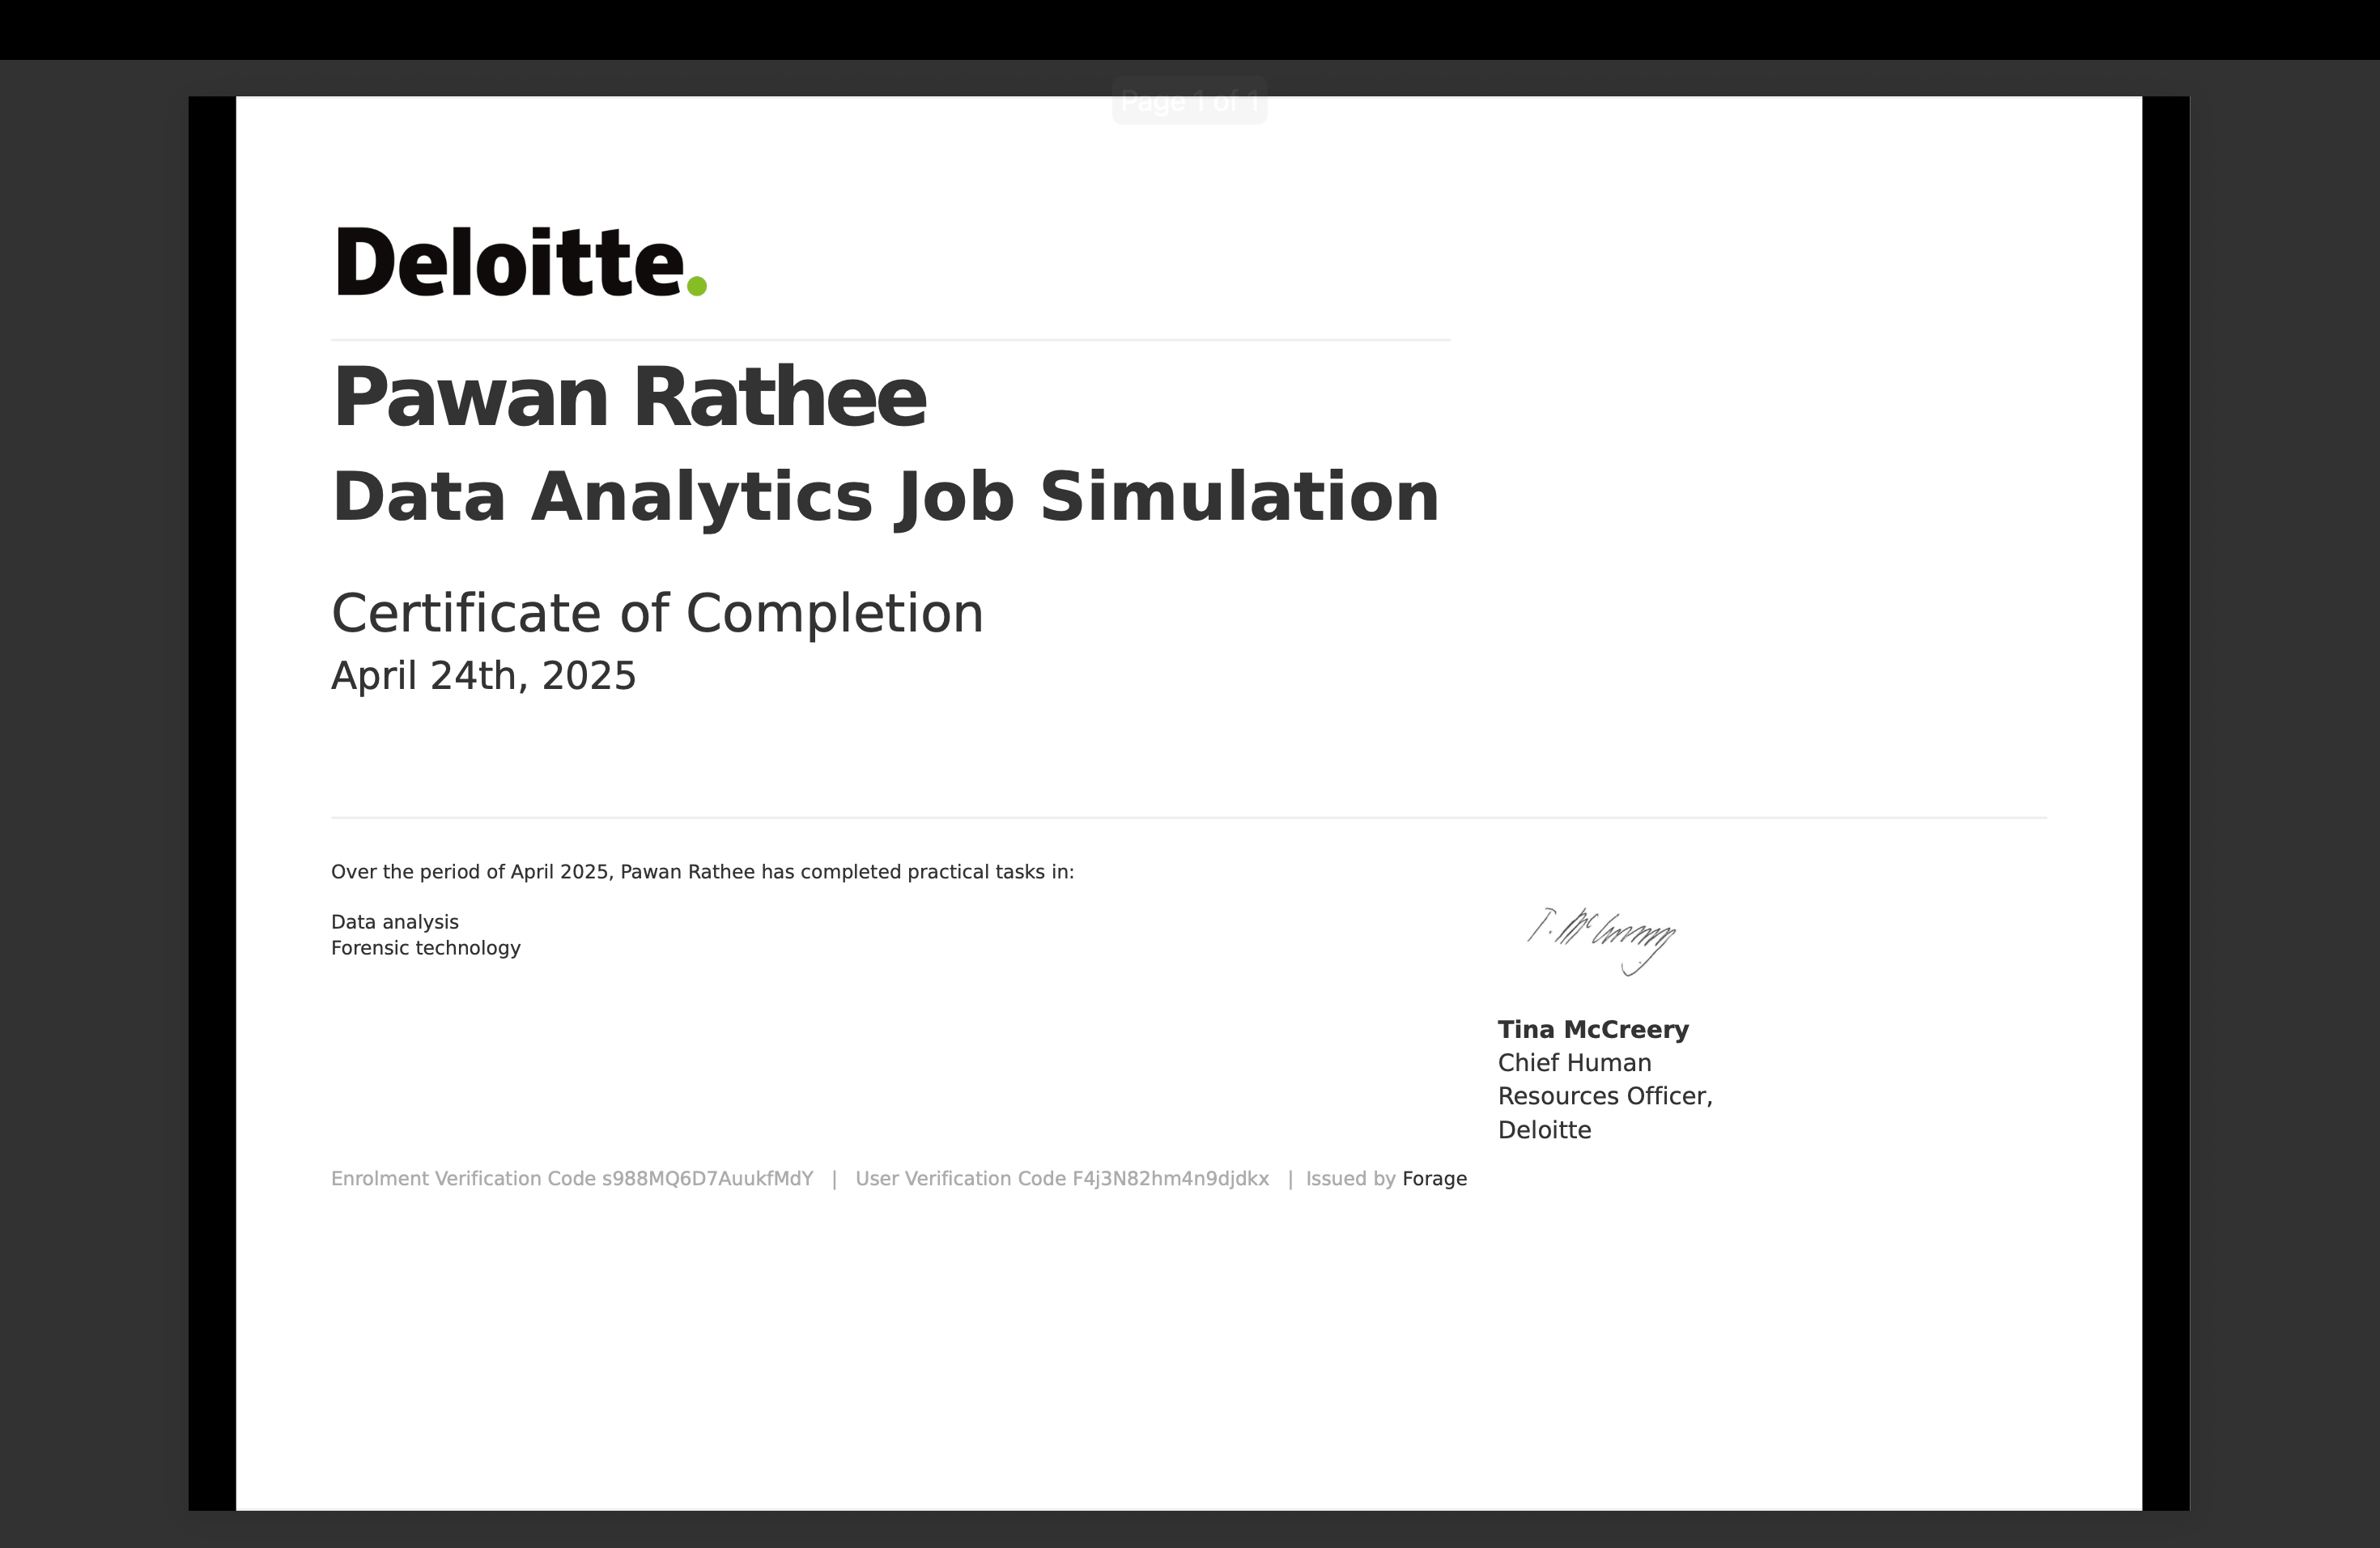 Page 1 of 1
Deloitte.
Pawan Rathee
Data Analytics Job Simulation
Certificate of Completion
April 24th, 2025
Over the period of April 2025, Pawan Rathee has completed practical tasks in:
Data analysis
Forensic technology
T. McCreery
Tina McCreery
Chief Human
Resources Officer,
Deloitte
Enrolment Verification Code s988MQ6D7AuukfMdY | User Verification Code F4j3N82hm4n9djdkx | Issued by Forage